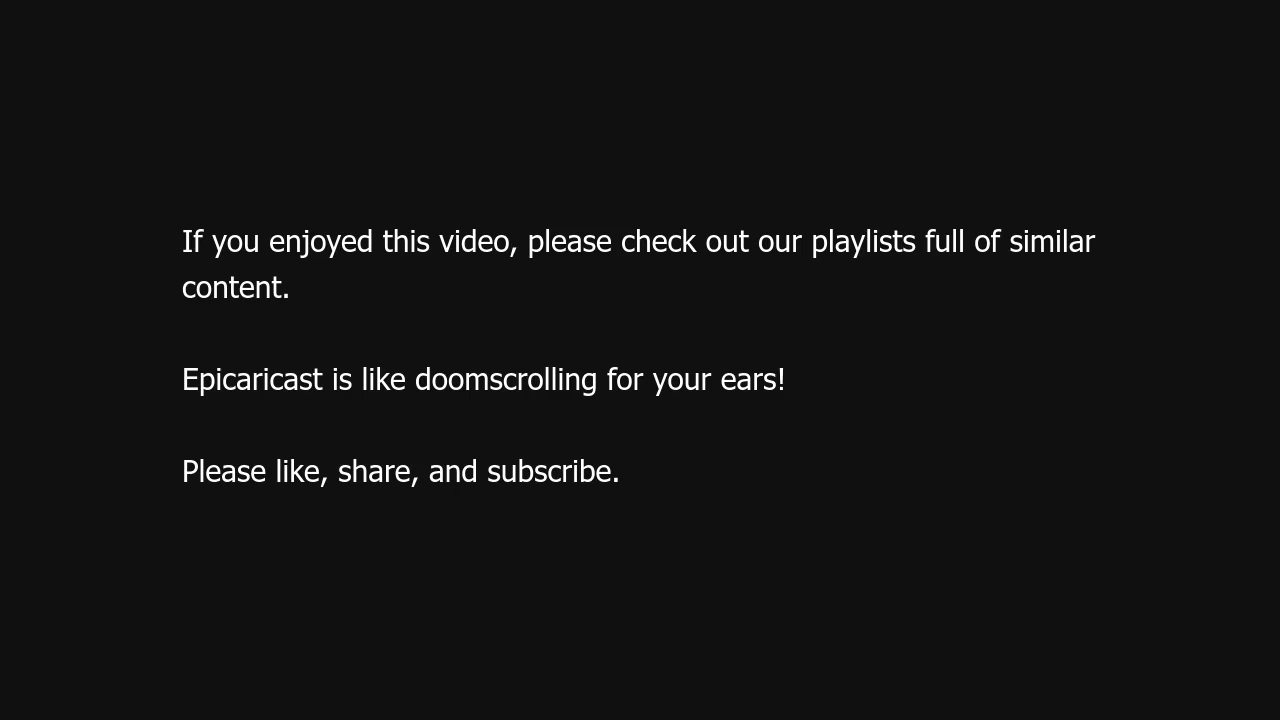 If you enjoyed this video, please check out our playlists full of similar
content.
Epicaricast is like doomscrolling for your ears!
Please like, share, and subscribe.